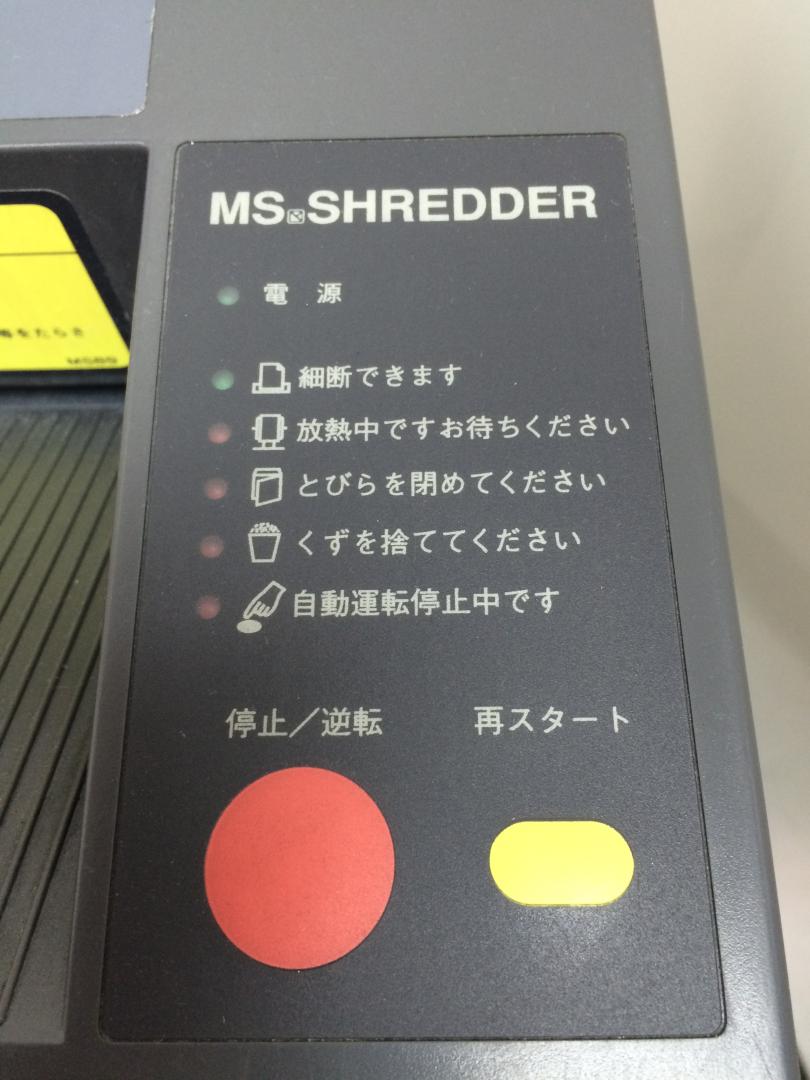 MS SHREDDER
電 源
細断できます
放熱中ですお待ちください
とびらを閉めてください
くずを捨ててください
自動運転停止中です
停止／逆転
再スタート